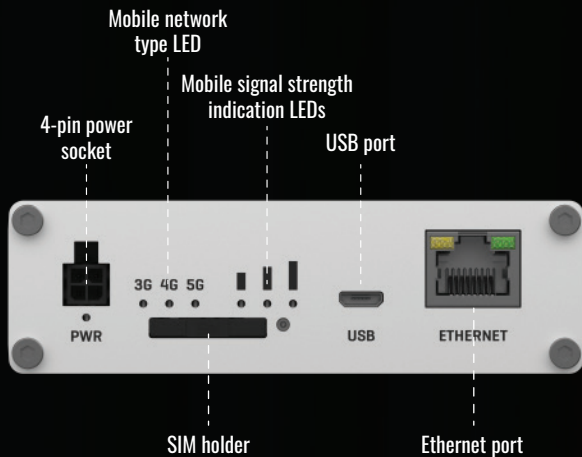 Mobile network
type LED
Mobile signal strength
indication LEDs
4-pin power
socket
USB port
3G 4G 5G
PWR
USB
ETHERNET
SIM holder
Ethernet port